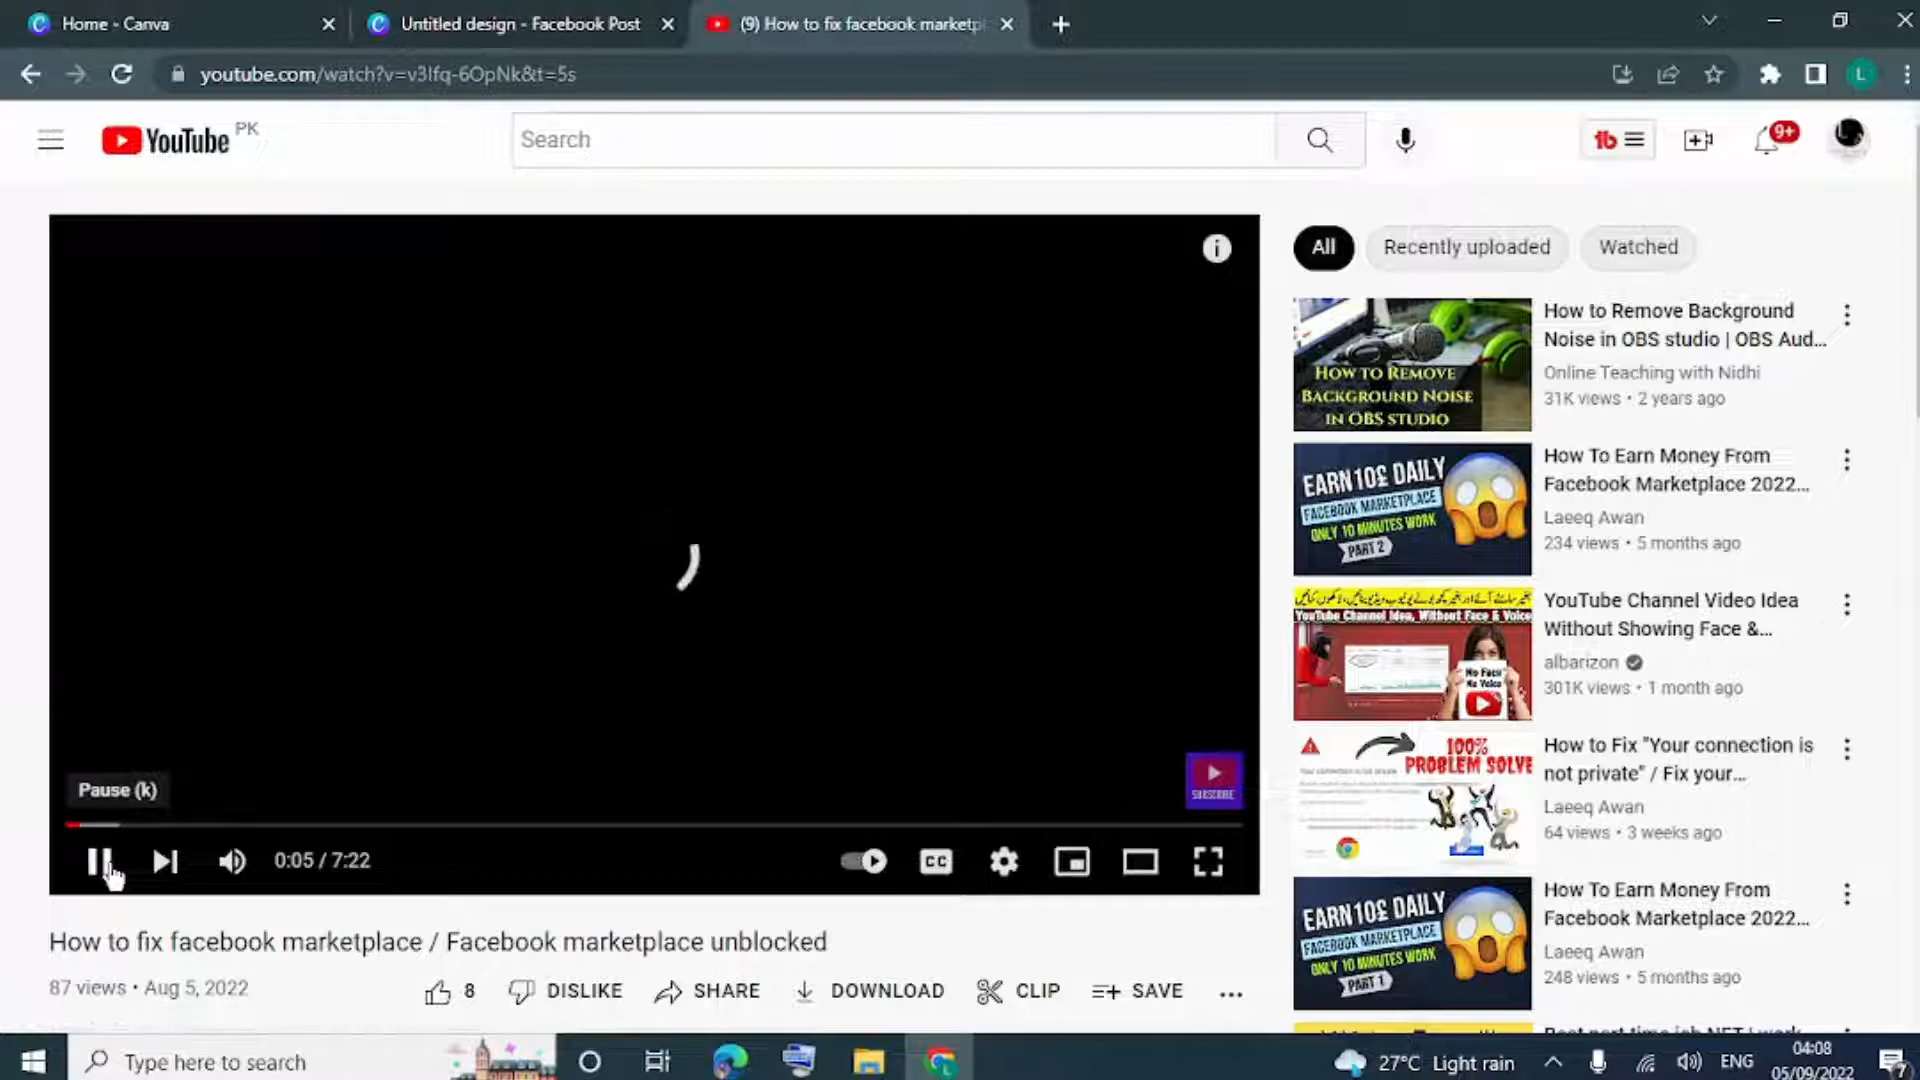 Home - Canva
Untitled design - Facebook Post
(9) How to fix facebook marketp
youtube.com/watch?v=v3lfq-6OpNk&t=5s
YouTube PK
Search
9+
L
All
Recently uploaded
Watched
HOW TO REMOVE
BACKGROUND NOISE
IN OBS STUDIO
How to Remove Background
Noise in OBS studio | OBS Aud...
Online Teaching with Nidhi
31K views • 2 years ago
EARN 10£ DAILY
FACEBOOK MARKETPLACE
ONLY 10 MINUTES WORK
PART 2
How To Earn Money From
Facebook Marketplace 2022...
Laeeq Awan
234 views • 5 months ago
YouTube Channel Idea, Without Face & Voice
No Face
No Voice
YouTube Channel Video Idea
Without Showing Face &...
albarizon
301K views • 1 month ago
100%
PROBLEM SOLVE
How to Fix "Your connection is
not private" / Fix your...
Laeeq Awan
64 views • 3 weeks ago
EARN 10£ DAILY
FACEBOOK MARKETPLACE
ONLY 10 MINUTES WORK
PART 1
How To Earn Money From
Facebook Marketplace 2022...
Laeeq Awan
248 views • 5 months ago
SUBSCRIBE
Pause (k)
0:05 / 7:22
CC
How to fix facebook marketplace / Facebook marketplace unblocked
87 views • Aug 5, 2022
8
DISLIKE
SHARE
DOWNLOAD
CLIP
SAVE
Type here to search
27°C Light rain
ENG
04:08
05/09/2022
7